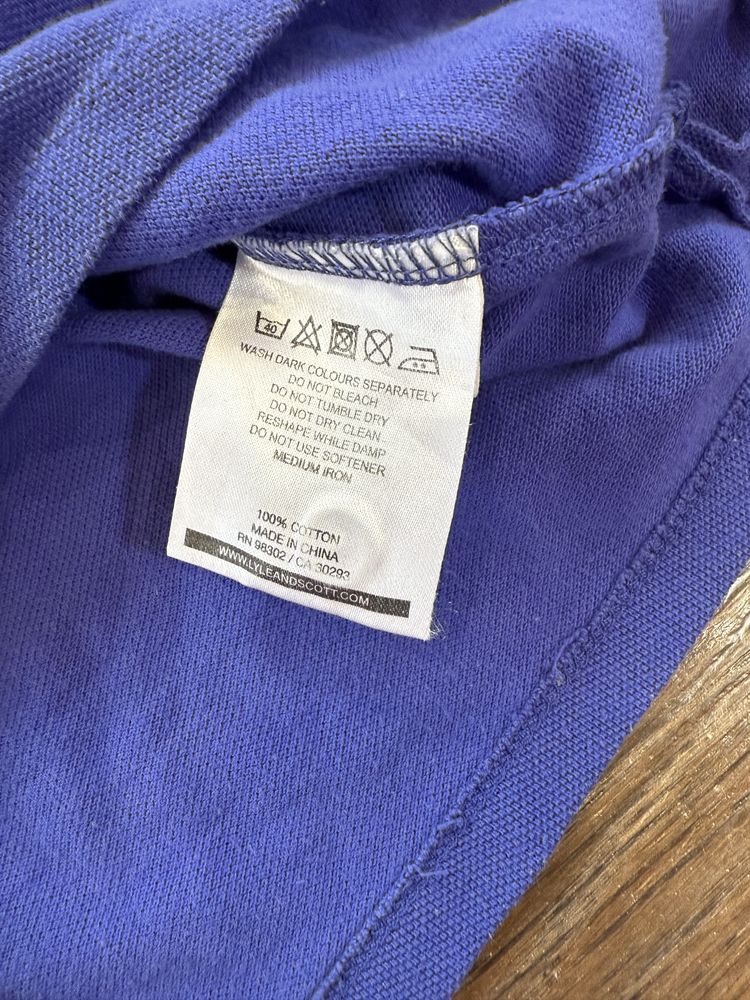 40
WASH DARK COLOURS SEPARATELY
DO NOT BLEACH
DO NOT TUMBLE DRY
DO NOT DRY CLEAN
RESHAPE WHILE DAMP
DO NOT USE SOFTENER
MEDIUM IRON
100% COTTON
MADE IN CHINA
RN 98302 / CA 30293
WWW.LYLEANDSCOTT.COM